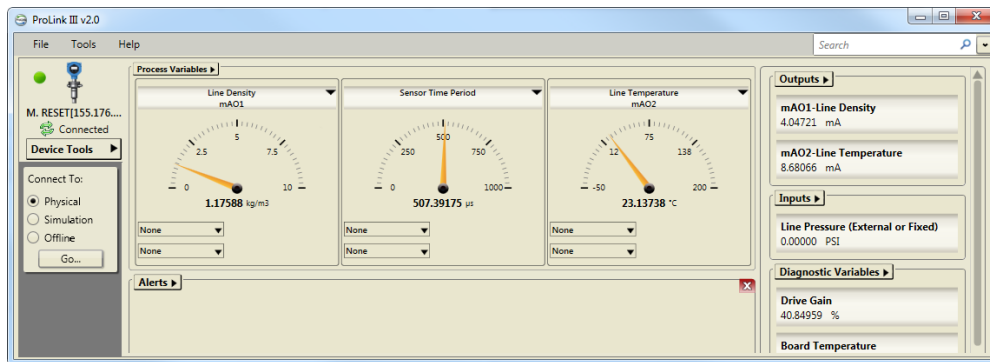 ProLink III v2.0
File Tools Help
Search
M. RESET[155.176....
Connected
Device Tools
Connect To:
Physical
Simulation
Offline
Go...
Process Variables
Line Density
mAO1
0
2.5
5
7.5
10
1.17588 kg/m3
None
None
Sensor Time Period
0
250
500
750
1000
507.39175 µs
None
None
Line Temperature
mAO2
-50
12
75
138
200
23.13738 °C
None
None
Alerts
Outputs
mAO1-Line Density
4.04721 mA
mAO2-Line Temperature
8.68066 mA
Inputs
Line Pressure (External or Fixed)
0.00000 PSI
Diagnostic Variables
Drive Gain
40.84959 %
Board Temperature